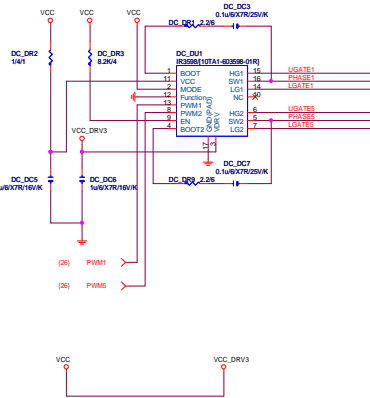 DC_DC3
0.1u/6/X7R/25V/K
VCC VCC VCC
DC_DR1 2.2/6
DC_DR2
1/4/1
DC_DR3
8.2K/4
DC_DU1
IR3598/[10TA1-603598-01R]
1 BOOT HG1 15 UGATE1
11 VCC SW1 16 PHASE1
2 MODE LG1 14 LGATE1
12 Function NC 10
13 PWM1
8 PWM2 HG2 6 UGATE5
9 EN SW2 5 PHASE5
4 BOOT2 LG2 7 LGATE5
GND(PAD) VDRV
17 3
VCC_DRV3
DC_DC7
0.1u/6/X7R/25V/K
DC_DR9 2.2/6
DC_DC5
u/6/X7R/16V/K
DC_DC6
1u/6/X7R/16V/K
(26) PWM1
(26) PWM5
VCC VCC_DRV3